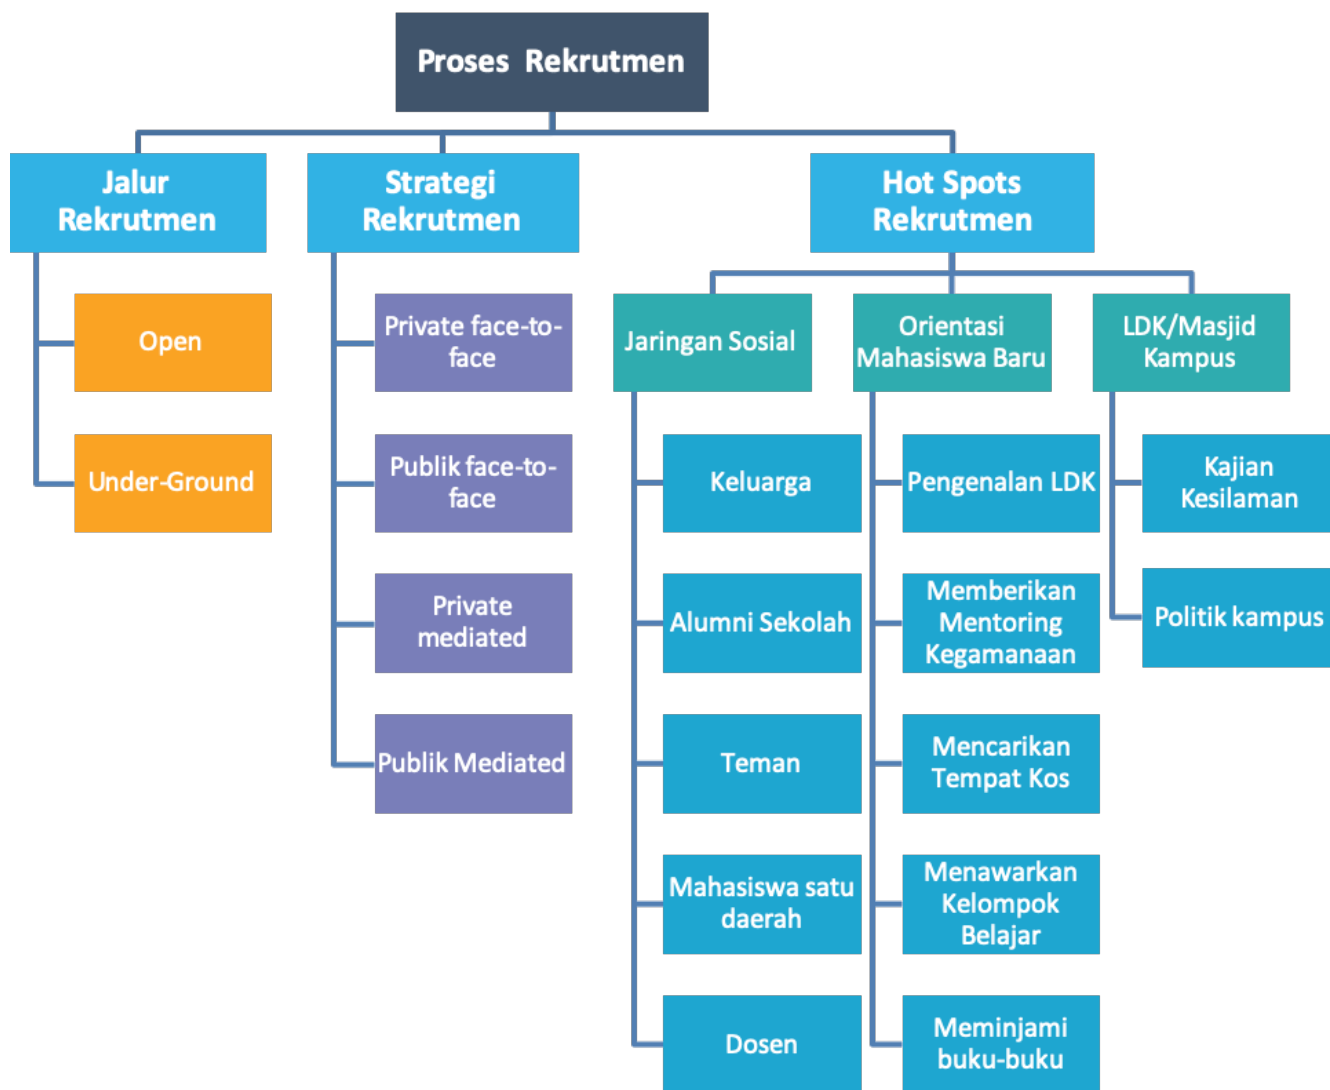 Proses Rekrutmen
Jalur
Rekrutmen
Open
Under-Ground
Strategi
Rekrutmen
Private face-to-
face
Publik face-to-
face
Private
mediated
Publik Mediated
Hot Spots
Rekrutmen
Jaringan Sosial
Keluarga
Alumni Sekolah
Teman
Mahasiswa satu
daerah
Dosen
Orientasi
Mahasiswa Baru
Pengenalan LDK
Memberikan
Mentoring
Kegamanaan
Mencarikan
Tempat Kos
Menawarkan
Kelompok
Belajar
Meminjami
buku-buku
LDK/Masjid
Kampus
Kajian
Kesilaman
Politik kampus